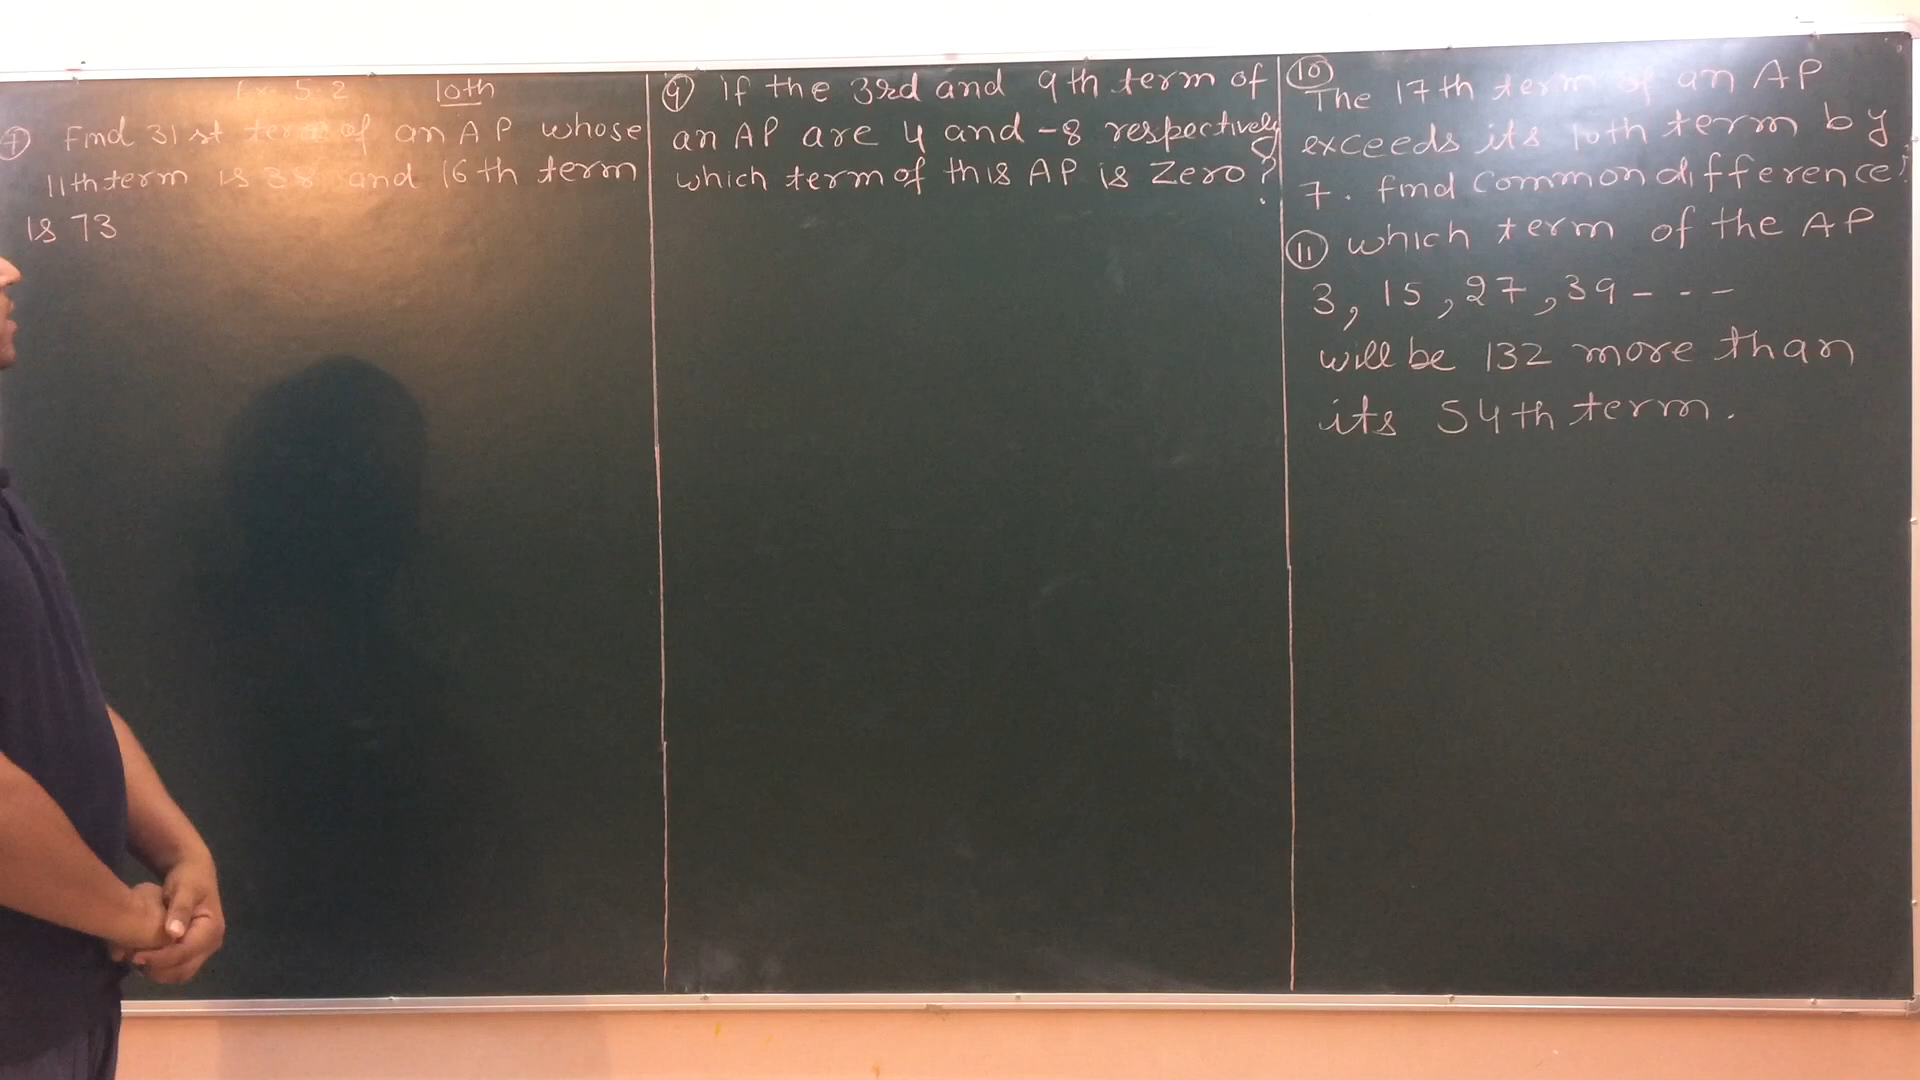 Ex 5.2 10th
⑦ Find 31st term of an AP whose
11th term is 38 and 16th term
is 73
⑨ if the 3rd and 9th term of
an AP are 4 and -8 respectively
which term of this AP is Zero?
⑩
The 17th term of an AP
exceeds its 10th term by
7. find common difference?
⑪ which term of the AP
3, 15, 27, 39 - - -
will be 132 more than
its 54th term.